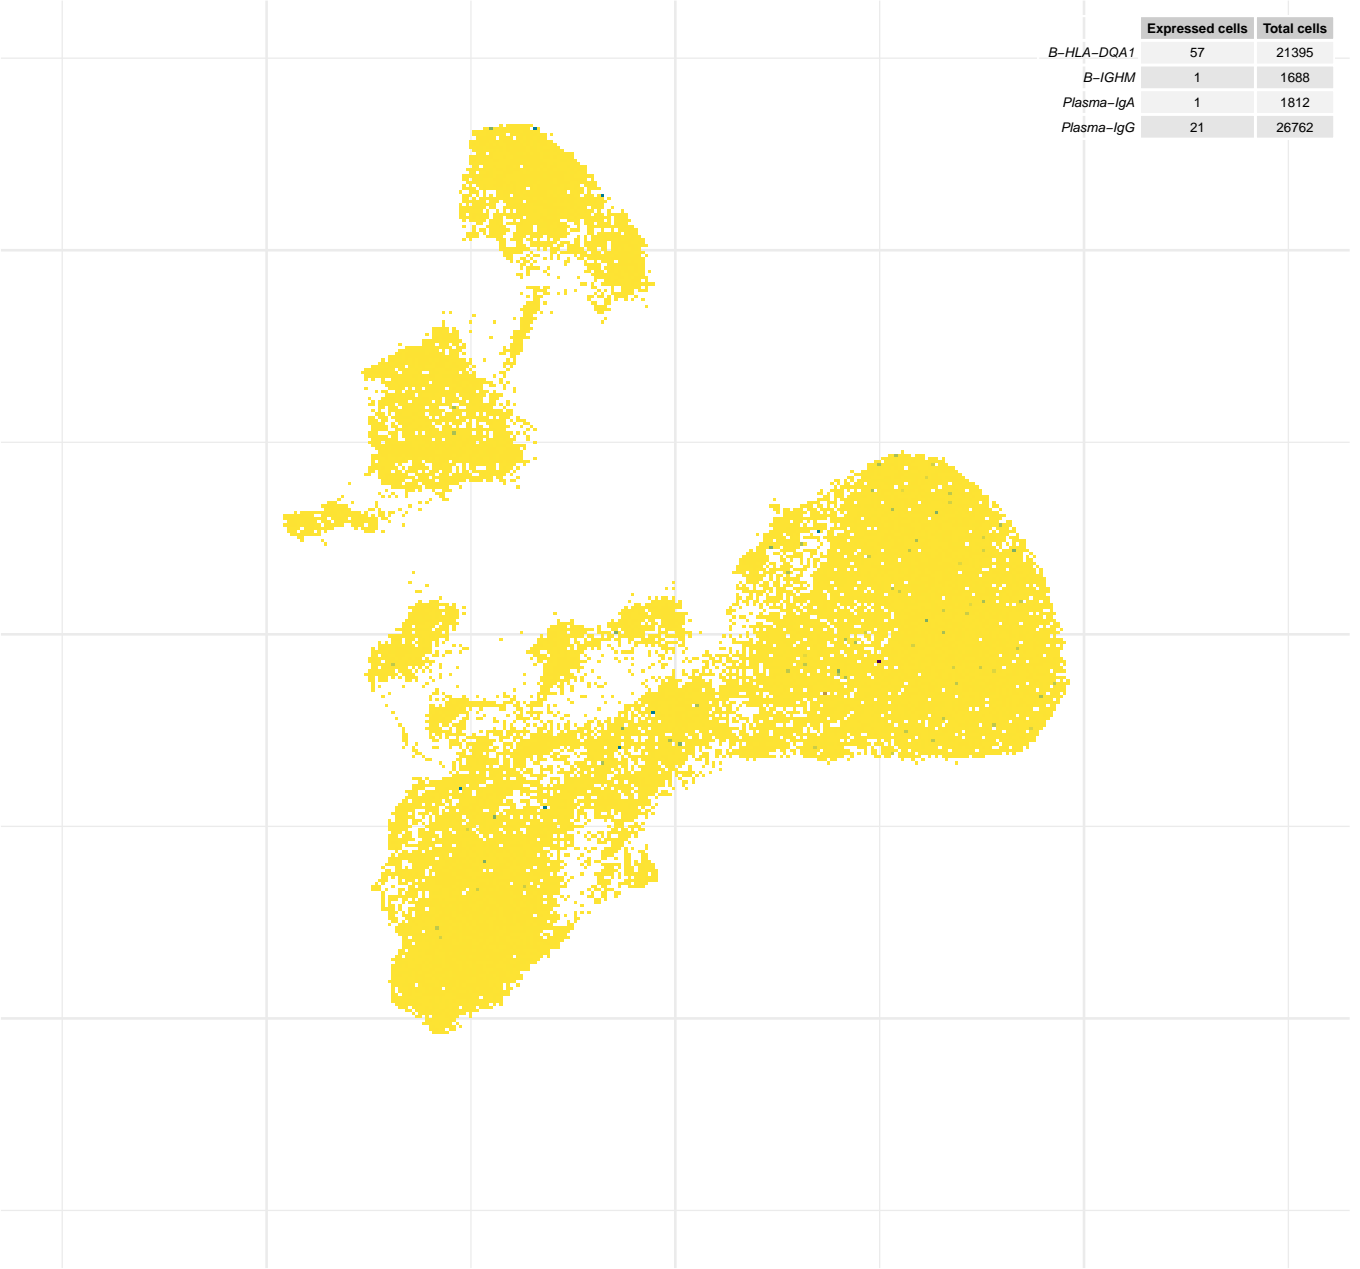 Expressed cells Total cells
B−HLA−DQA1 57 21395
B−IGHM 1 1688
Plasma−IgA 1 1812
Plasma−IgG 21 26762